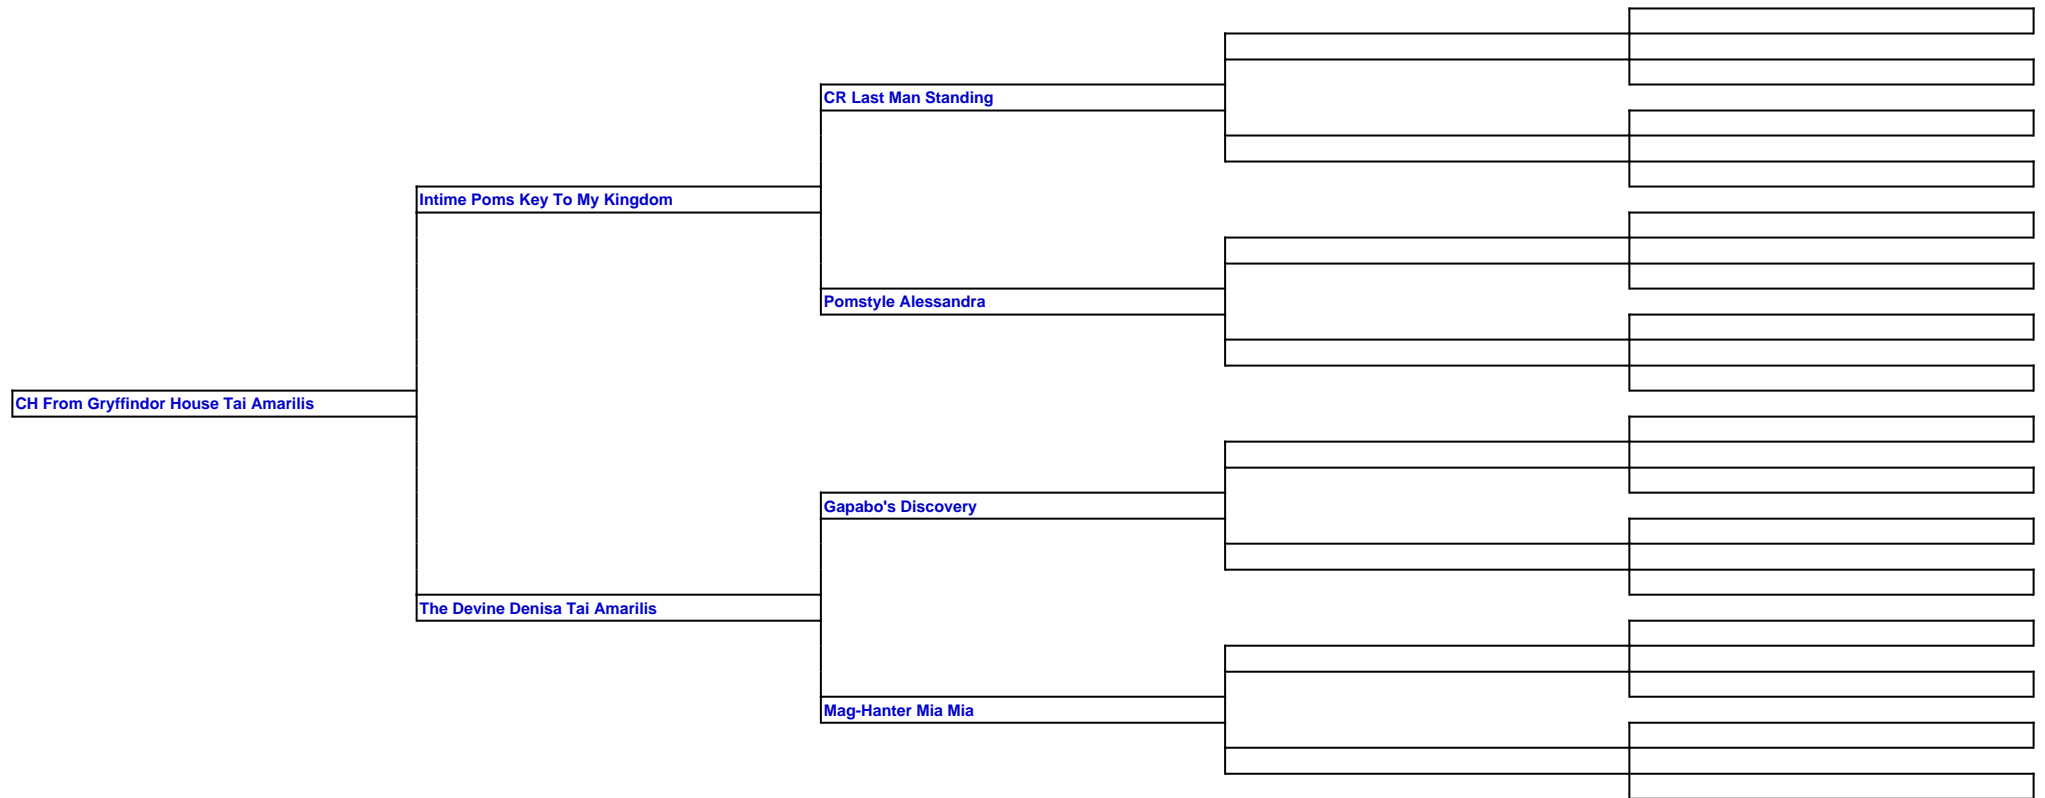 CR Last Man Standing
Intime Poms Key To My Kingdom
Pomstyle Alessandra
CH From Gryffindor House Tai Amarilis
Gapabo's Discovery
The Devine Denisa Tai Amarilis
Mag-Hanter Mia Mia